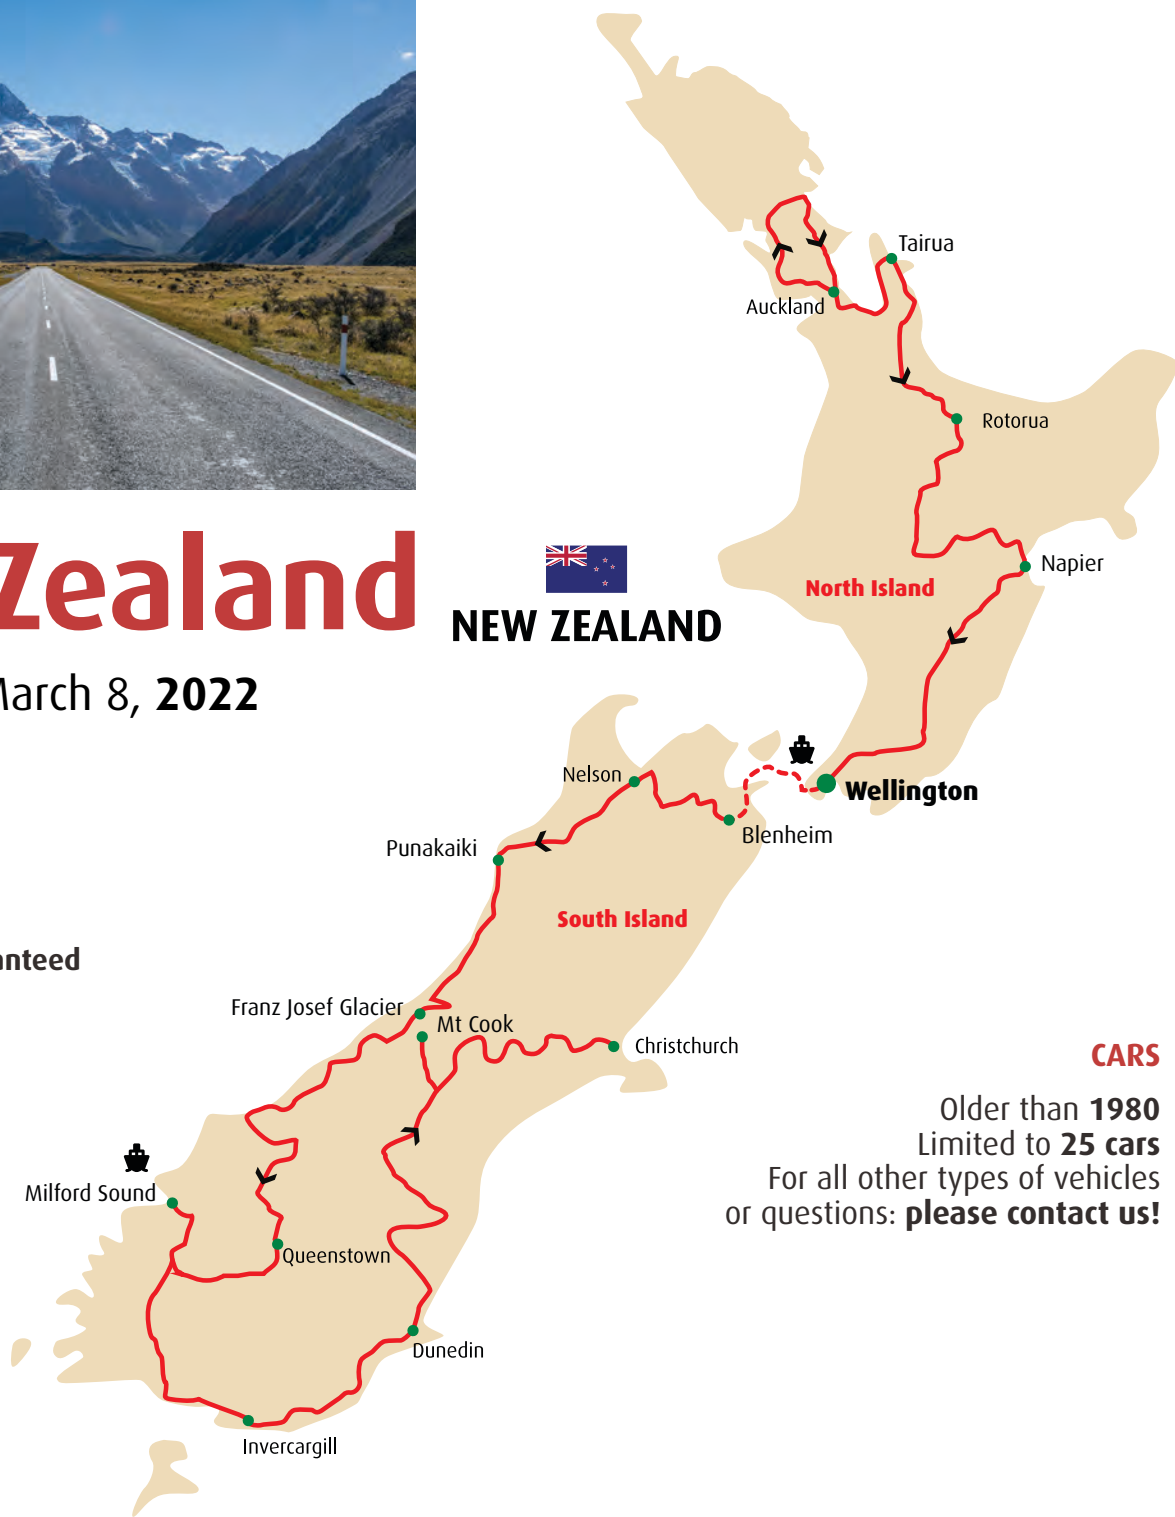 Zealand
March 8, 2022
anteed
NEW ZEALAND
Tairua
Auckland
Rotorua
Napier
North Island
Wellington
Nelson
Blenheim
Punakaiki
South Island
Franz Josef Glacier
Mt Cook
Christchurch
Milford Sound
Queenstown
Dunedin
Invercargill
CARS
Older than 1980
Limited to 25 cars
For all other types of vehicles
or questions: please contact us!